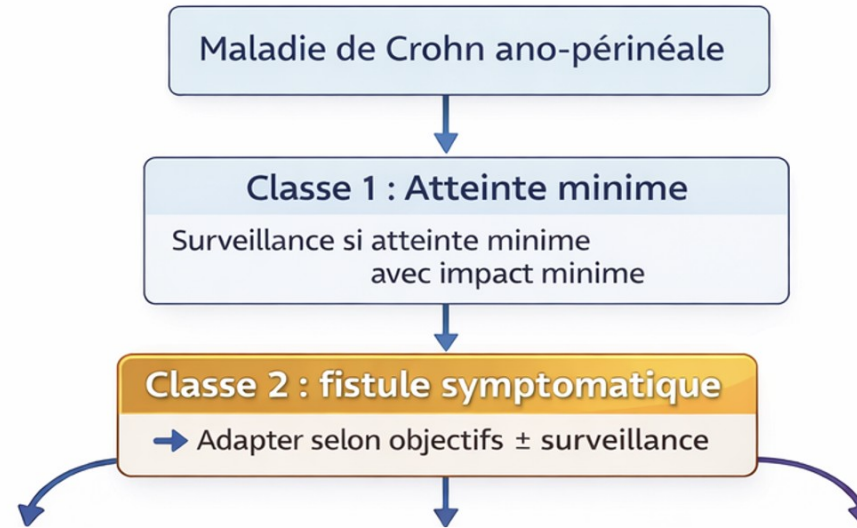 Maladie de Crohn ano-périnéale
Classe 1 : Atteinte minime
Surveillance si atteinte minime
avec impact minime
Classe 2 : fistule symptomatique
Adapter selon objectifs ± surveillance